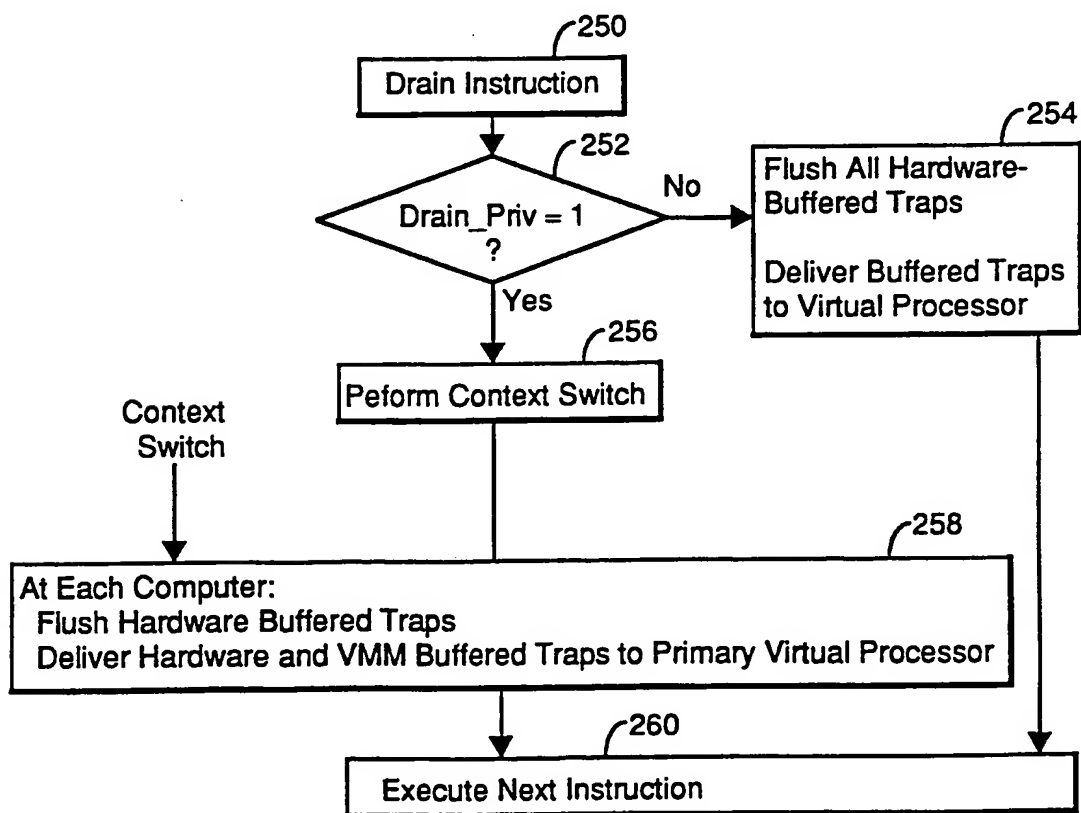 250
Drain Instruction
252
Drain_Priv = 1
?
No
Yes
254
Flush All Hardware-
Buffered Traps
Deliver Buffered Traps
to Virtual Processor
256
Peform Context Switch
Context
Switch
258
At Each Computer:
Flush Hardware Buffered Traps
Deliver Hardware and VMM Buffered Traps to Primary Virtual Processor
260
Execute Next Instruction